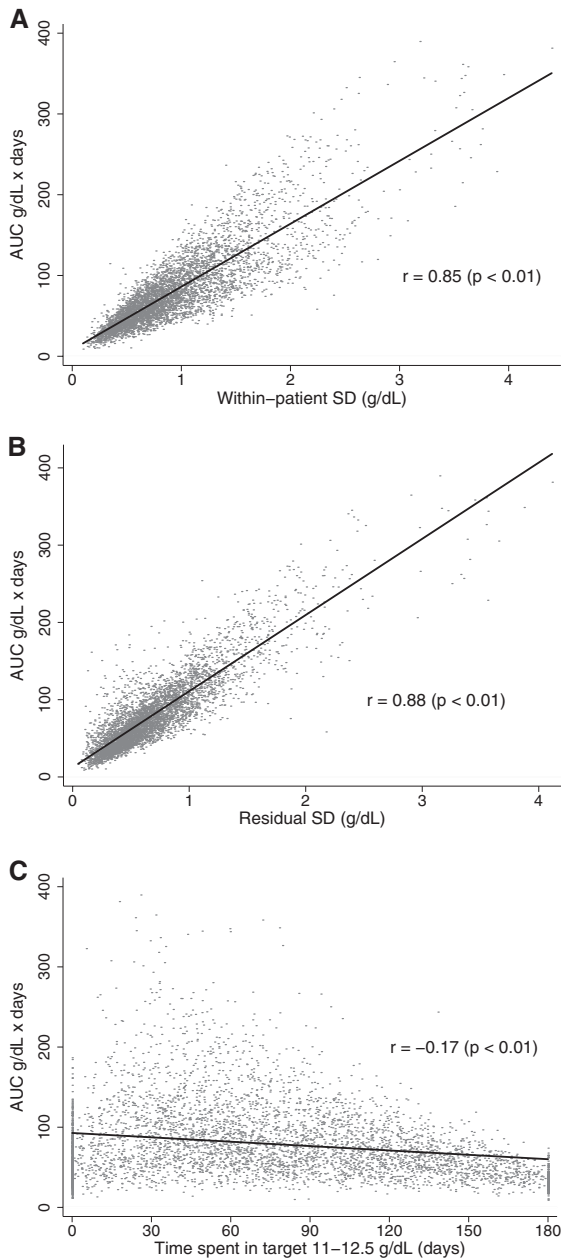 A
400
300
200
100
0
AUC g/dL x days
r = 0.85 (p < 0.01)
0 1 2 3 4
Within−patient SD (g/dL)
B
400
300
200
100
0
AUC g/dL x days
r = 0.88 (p < 0.01)
0 1 2 3 4
Residual SD (g/dL)
C
400
300
200
100
0
AUC g/dL x days
r = −0.17 (p < 0.01)
0 30 60 90 120 150 180
Time spent in target 11−12.5 g/dL (days)